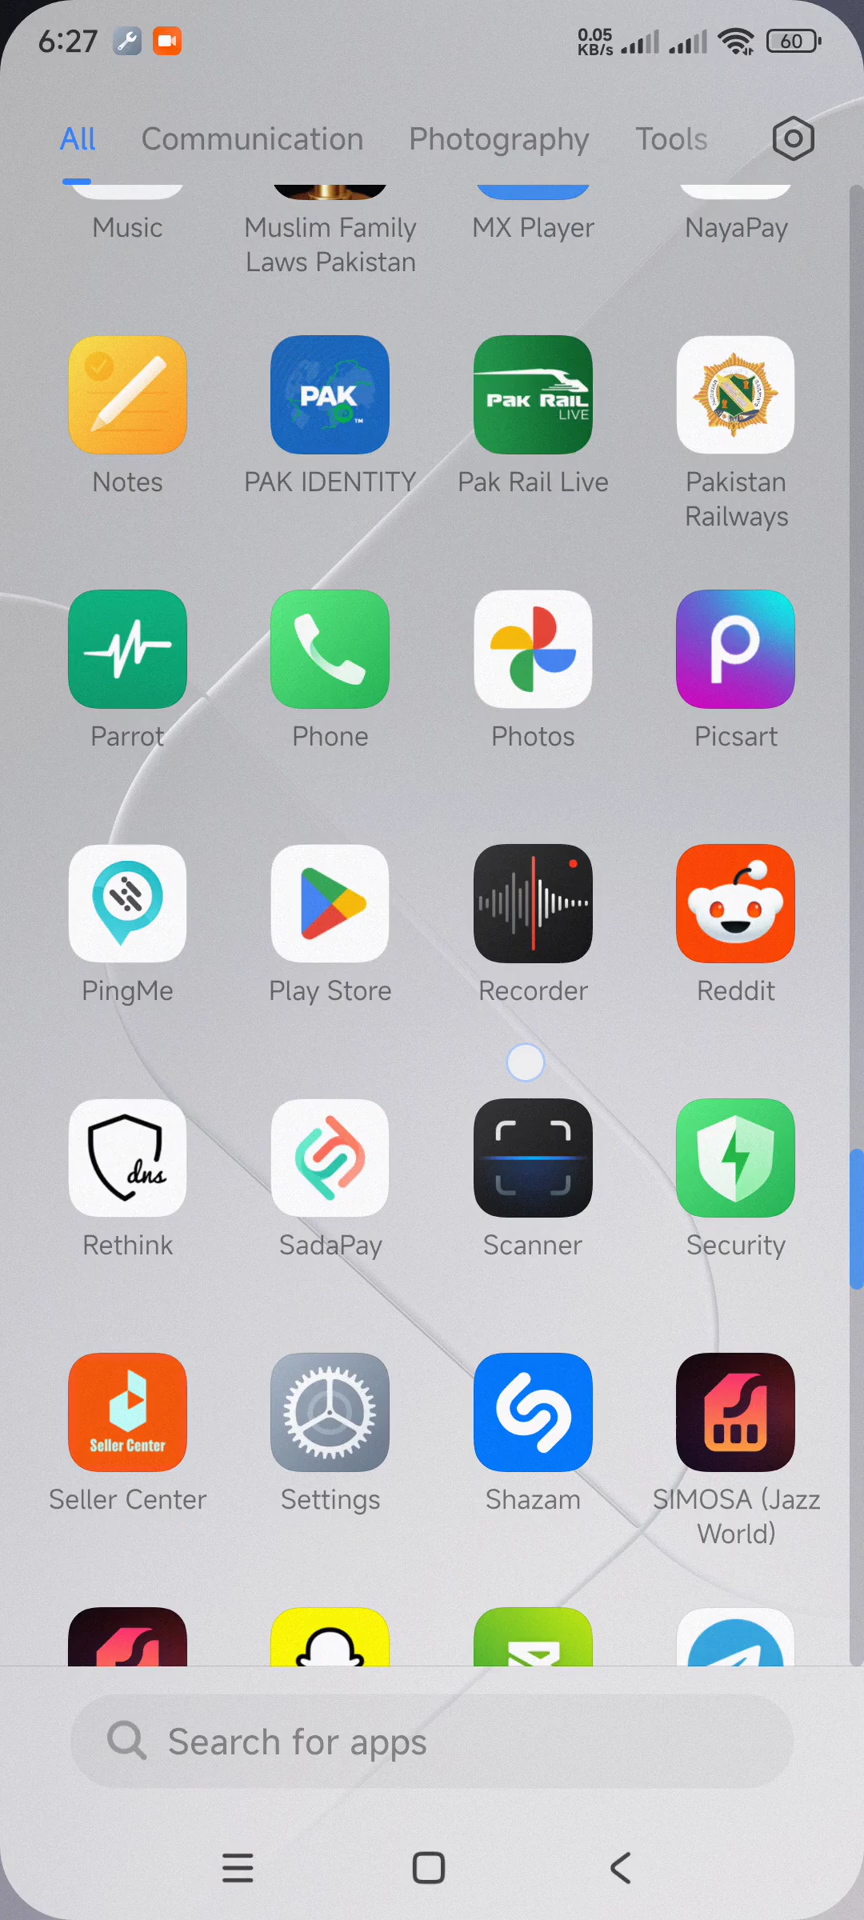 6:27
0.05
KB/s
60
All Communication Photography Tools
Music Muslim Family MX Player NayaPay
Laws Pakistan
PAK
TM
Pak Rail
LIVE
Notes PAK IDENTITY Pak Rail Live Pakistan
Railways
Parrot Phone Photos Picsart
PingMe Play Store Recorder Reddit
dns
Rethink SadaPay Scanner Security
Seller Center
Seller Center Settings Shazam SIMOSA (Jazz
World)
Search for apps